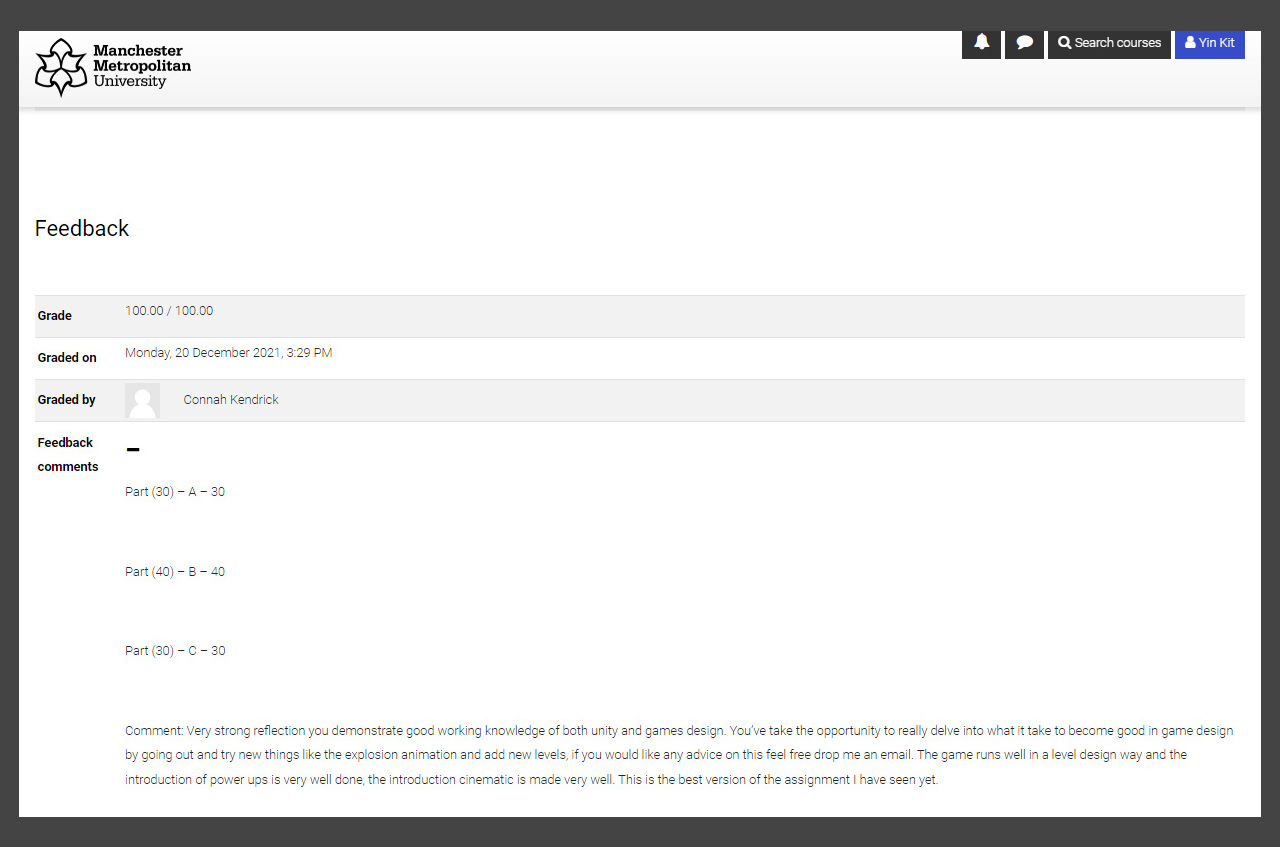 Manchester
Metropolitan
University
Search courses
Yin Kit
Feedback
Grade
100.00 / 100.00
Graded on
Monday, 20 December 2021, 3:29 PM
Graded by
Connah Kendrick
Feedback
comments
Part (30) – A – 30
Part (40) – B – 40
Part (30) – C – 30
Comment: Very strong reflection you demonstrate good working knowledge of both unity and games design. You’ve take the opportunity to really delve into what it take to become good in game design
by going out and try new things like the explosion animation and add new levels, if you would like any advice on this feel free drop me an email. The game runs well in a level design way and the
introduction of power ups is very well done, the introduction cinematic is made very well. This is the best version of the assignment I have seen yet.